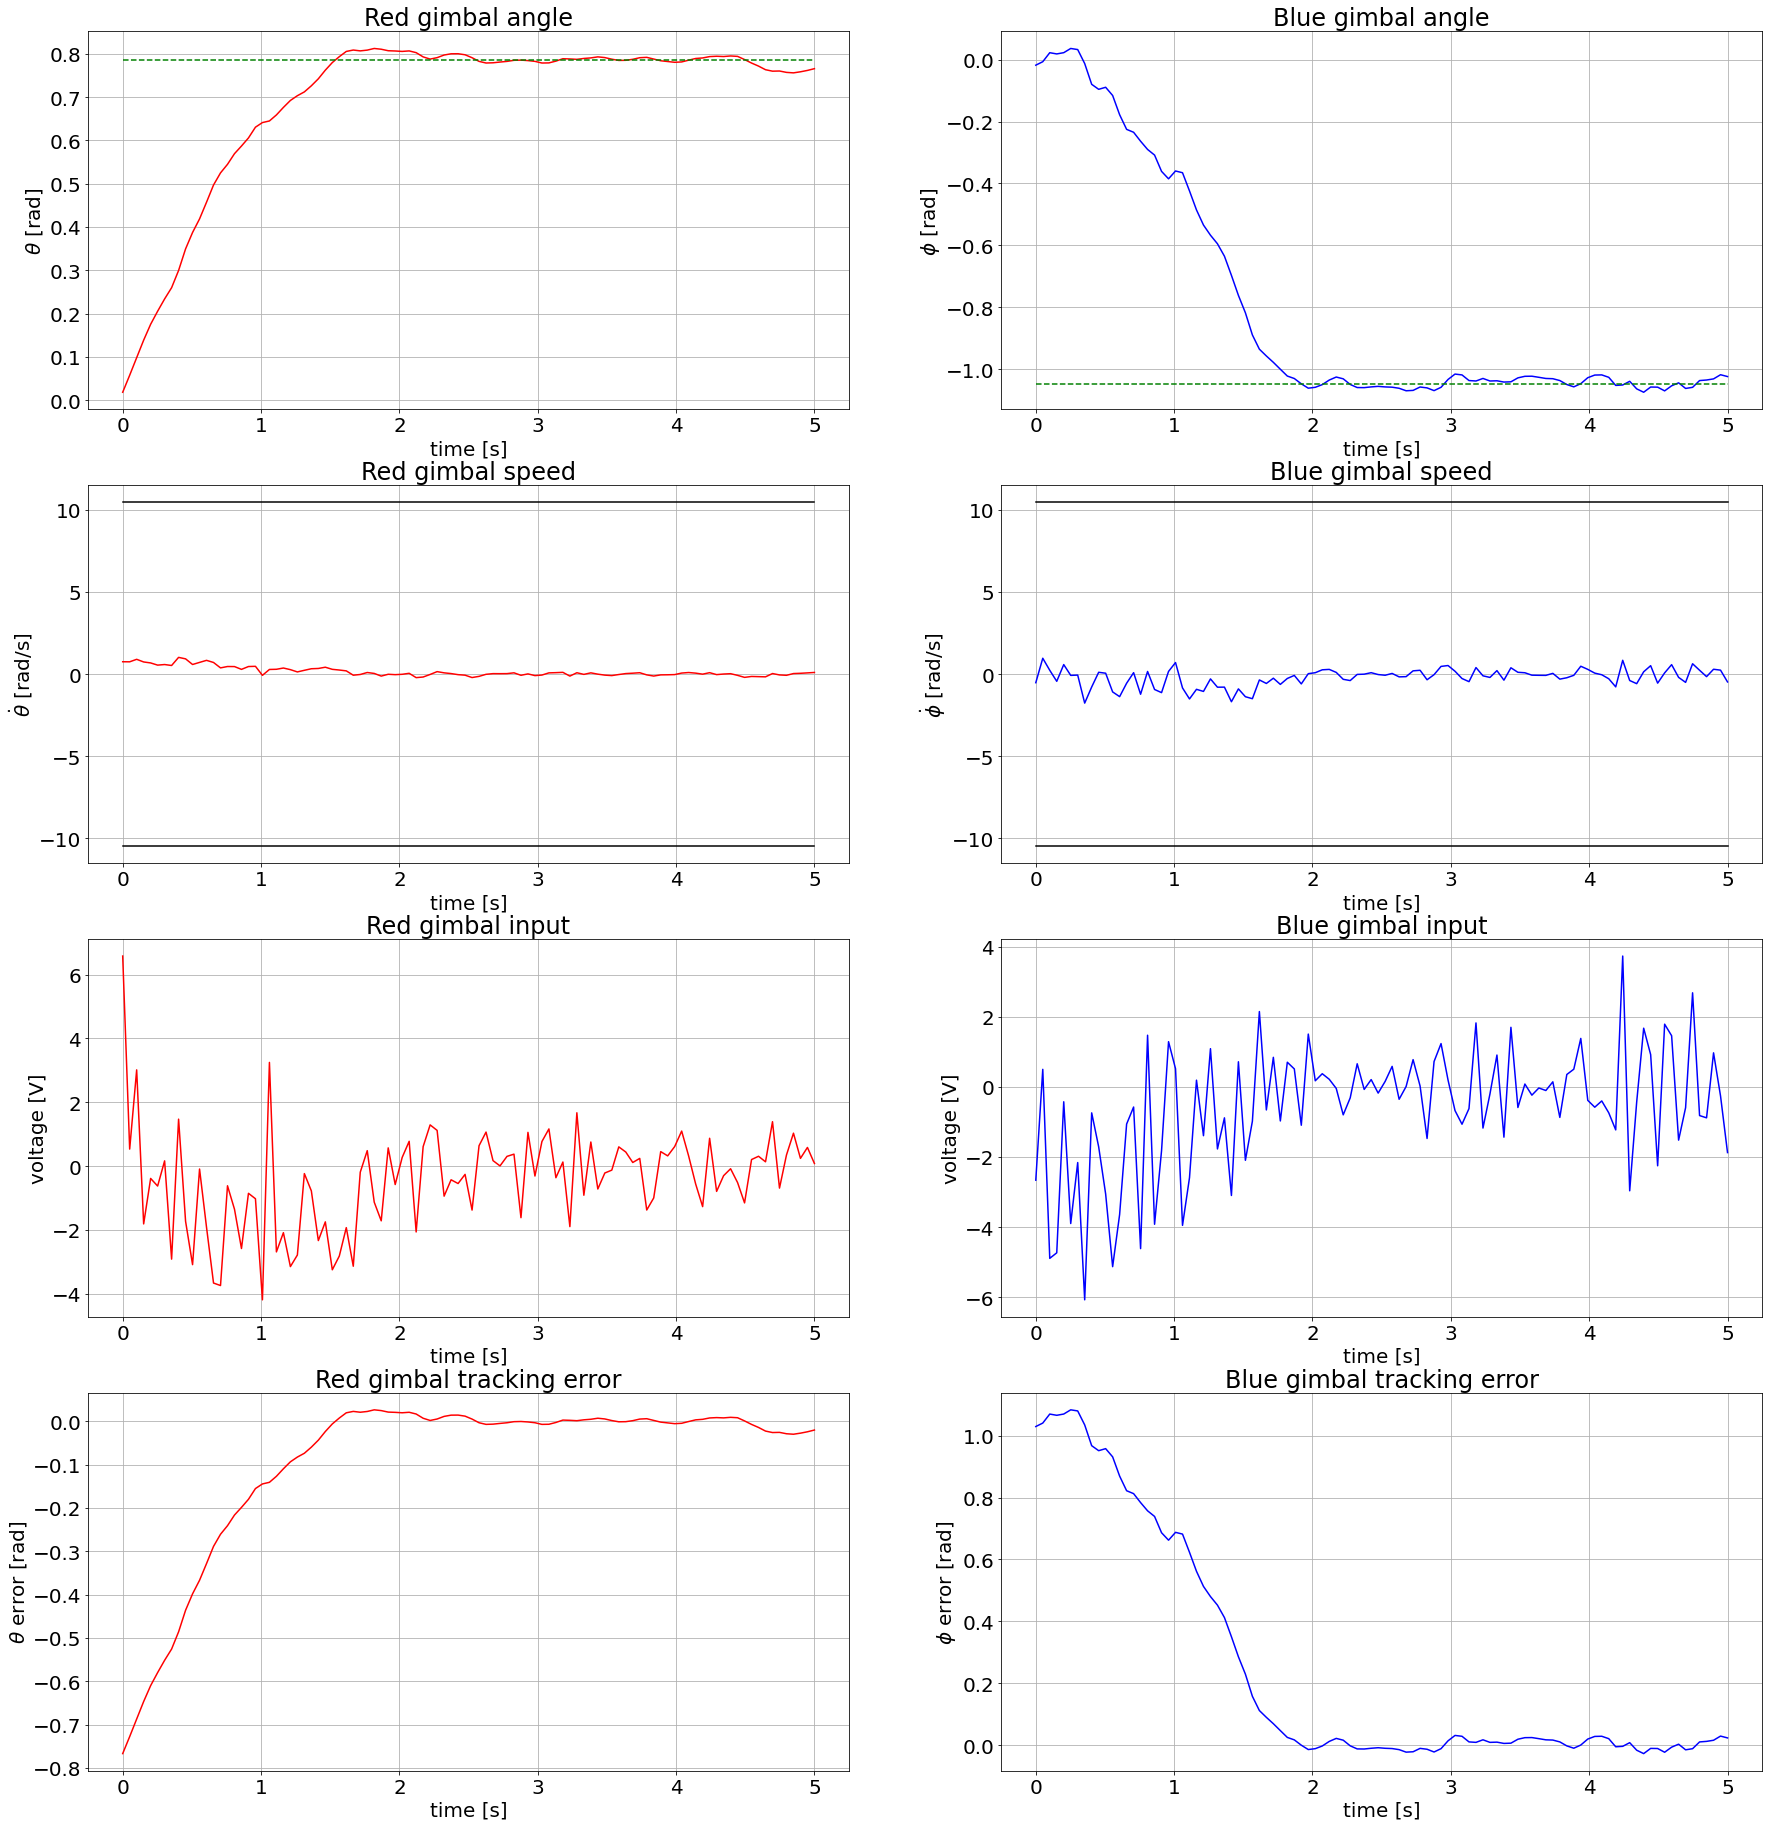 Red gimbal angle
θ [rad]
0.8
0.7
0.6
0.5
0.4
0.3
0.2
0.1
0.0
0 1 2 3 4 5
time [s]
Blue gimbal angle
ϕ [rad]
0.0
−0.2
−0.4
−0.6
−0.8
−1.0
0 1 2 3 4 5
time [s]
Red gimbal speed
θ̇ [rad/s]
10
5
0
−5
−10
0 1 2 3 4 5
time [s]
Blue gimbal speed
ϕ̇ [rad/s]
10
5
0
−5
−10
0 1 2 3 4 5
time [s]
Red gimbal input
voltage [V]
6
4
2
0
−2
−4
0 1 2 3 4 5
time [s]
Blue gimbal input
voltage [V]
4
2
0
−2
−4
−6
0 1 2 3 4 5
time [s]
Red gimbal tracking error
θ error [rad]
0.0
−0.1
−0.2
−0.3
−0.4
−0.5
−0.6
−0.7
−0.8
0 1 2 3 4 5
time [s]
Blue gimbal tracking error
ϕ error [rad]
1.0
0.8
0.6
0.4
0.2
0.0
0 1 2 3 4 5
time [s]